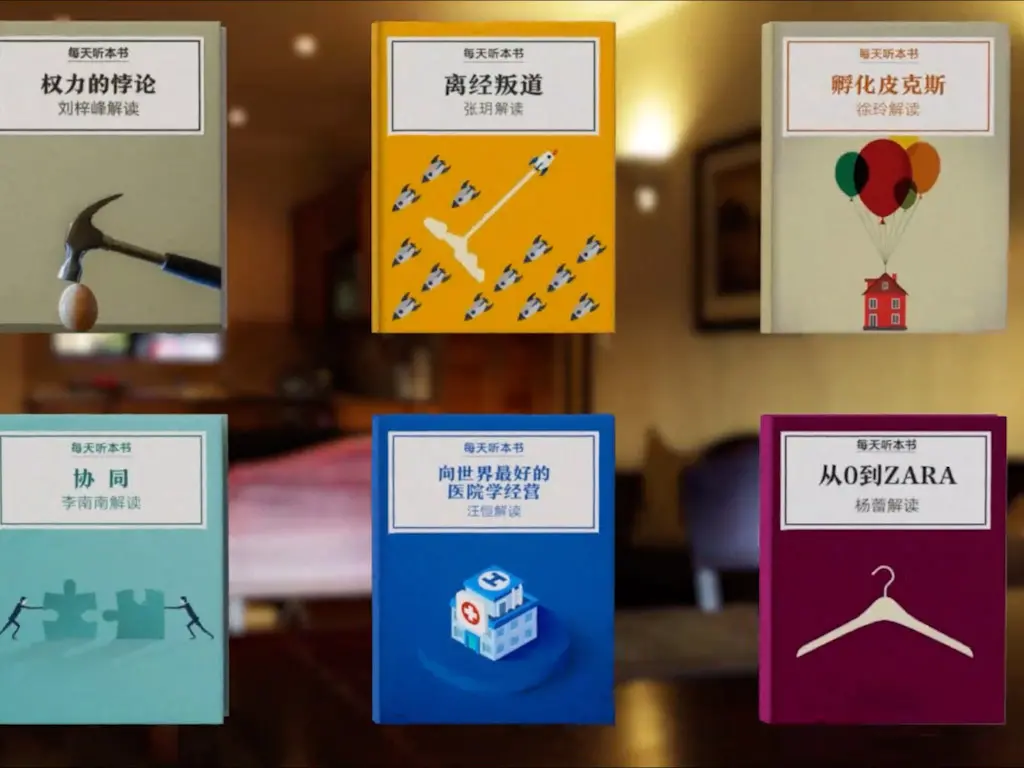 每天听本书
权力的悖论
刘梓峰解读
每天听本书
离经叛道
张玥解读
每天听本书
孵化皮克斯
徐玲解读
每天听本书
协同
李南南解读
每天听本书
向世界最好的
医院学经营
汪恺解读
每天听本书
从0到ZARA
杨蕾解读
H